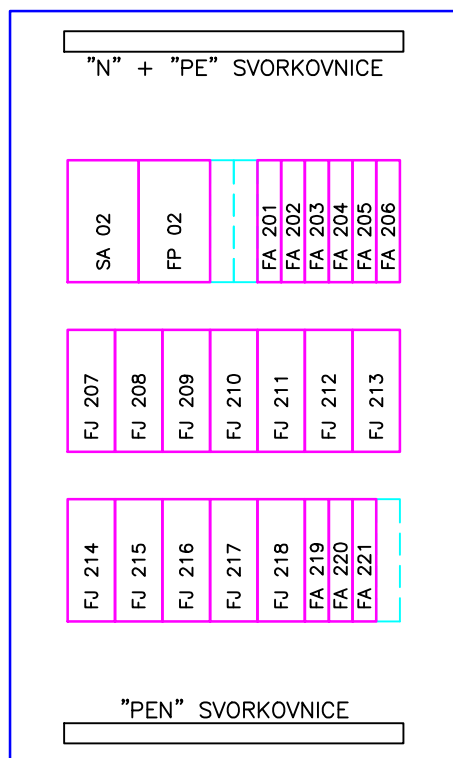 ”N” + ”PE” SVORKOVNICE
SA 02
FP 02
FA 201
FA 202
FA 203
FA 204
FA 205
FA 206
FJ 207
FJ 208
FJ 209
FJ 210
FJ 211
FJ 212
FJ 213
FJ 214
FJ 215
FJ 216
FJ 217
FJ 218
FA 219
FA 220
FA 221
”PEN” SVORKOVNICE